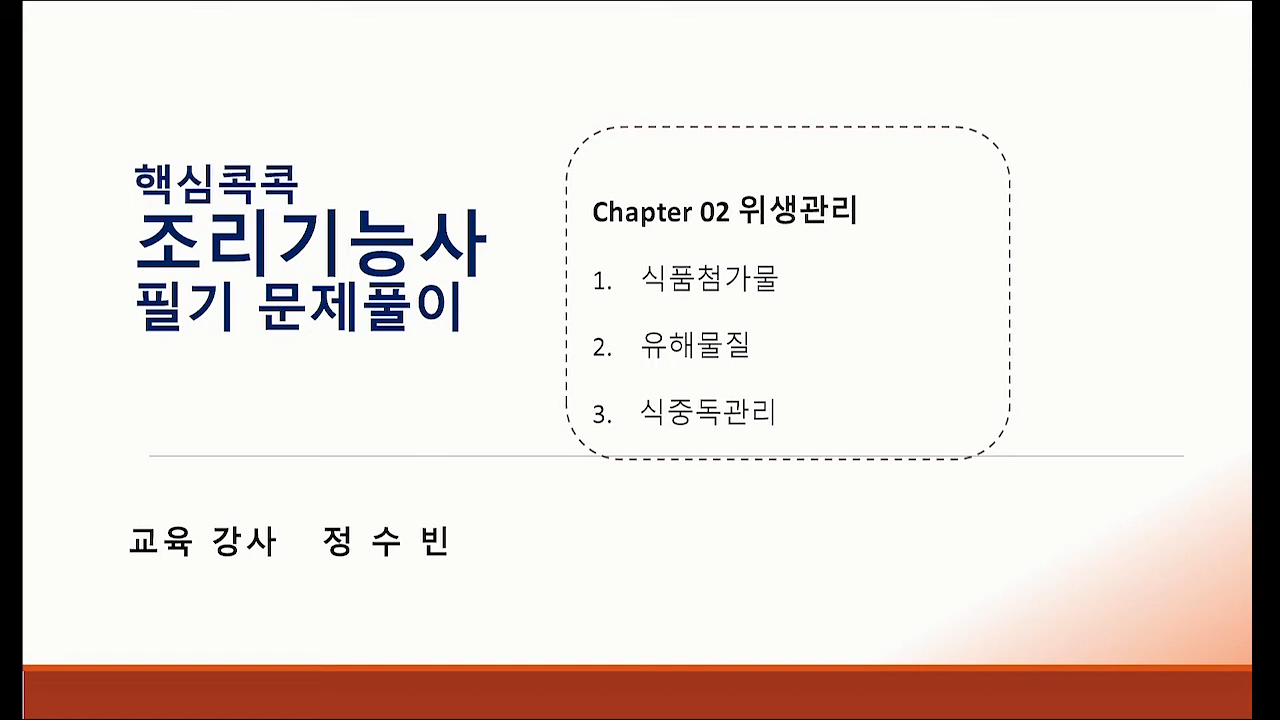 핵심콕콕
조리기능사
필기 문제풀이
Chapter 02 위생관리
1. 식품첨가물
2. 유해물질
3. 식중독관리
교육 강사 정 수 빈